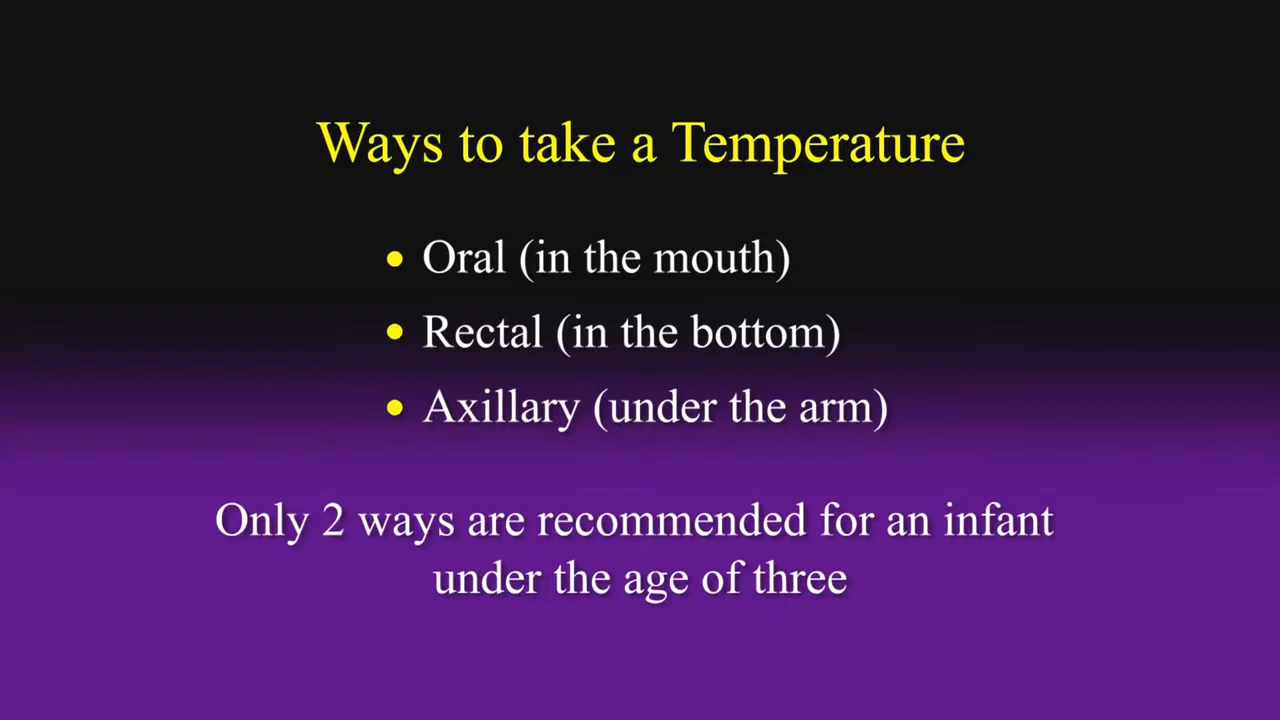 Ways to take a Temperature
• Oral (in the mouth)
• Rectal (in the bottom)
• Axillary (under the arm)
Only 2 ways are recommended for an infant
under the age of three